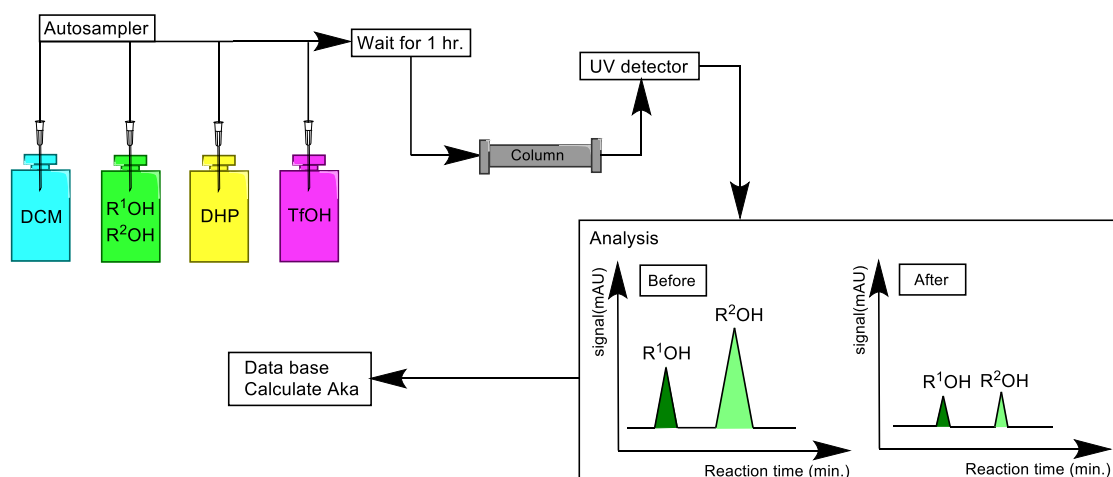 Autosampler
Wait for 1 hr.
UV detector
Column
DCM
R¹OH
R²OH
DHP
TfOH
Analysis
signal(mAU)
Before
R¹OH
R²OH
Reaction time (min.)
signal(mAU)
After
R¹OH
R²OH
Reaction time (min.)
Data base
Calculate Aka